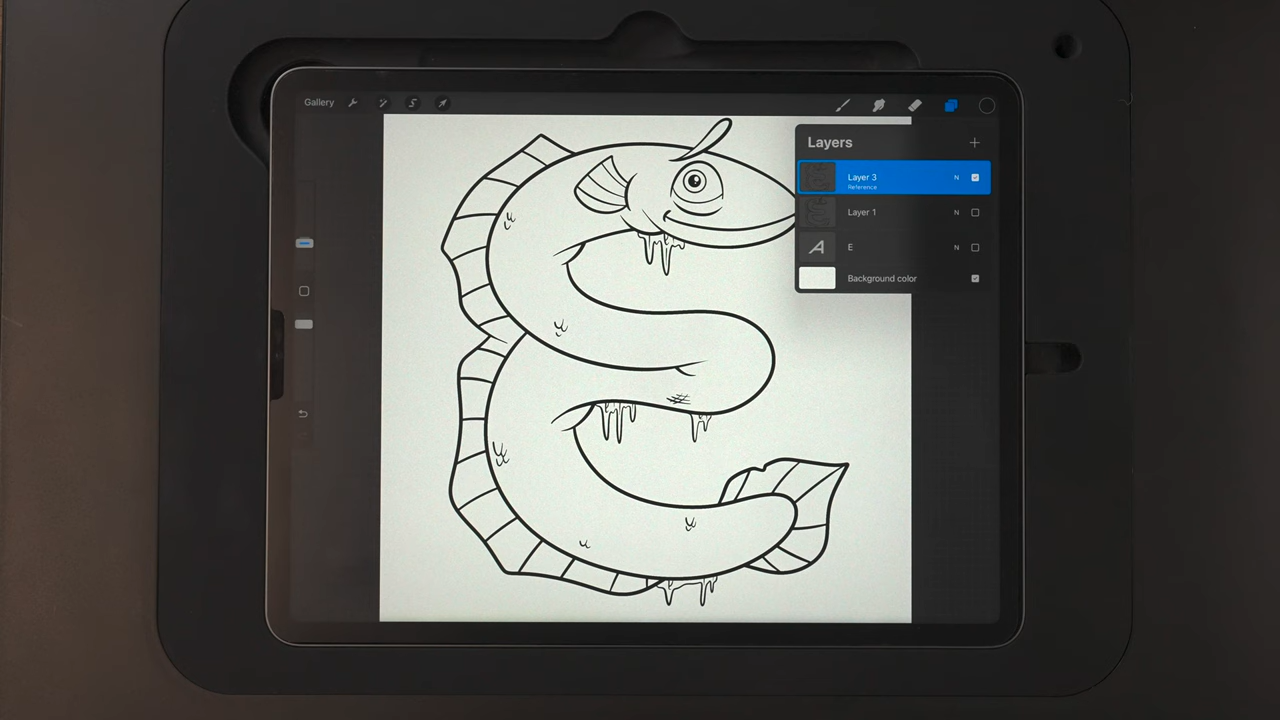 Gallery
Layers
Layer 3 N
Reference
Layer 1 N
A E N
Background color